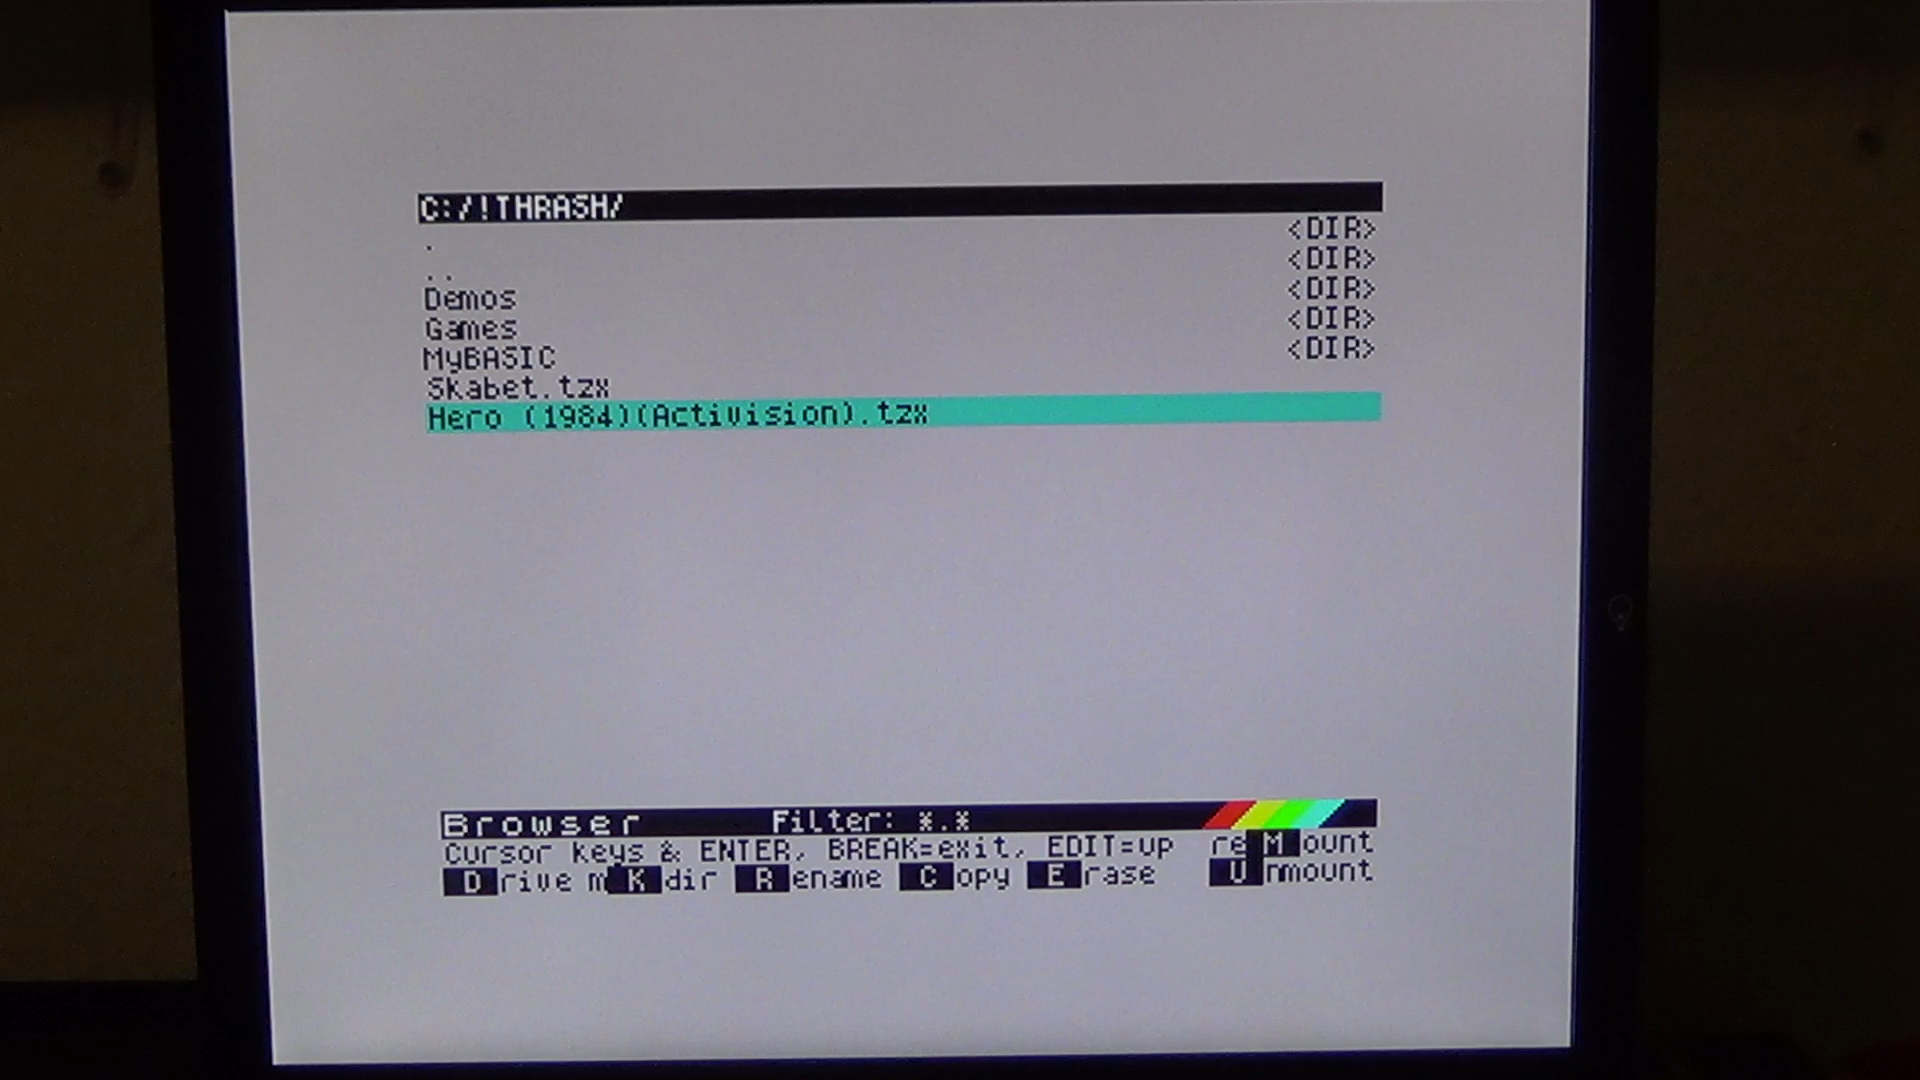 C:/!THRASH/
. <DIR>
.. <DIR>
Demos <DIR>
Games <DIR>
MyBASIC <DIR>
Skabet.tzx
Hero (1984)(Activision).tzx
Browser Filter: *.*
Cursor keys & ENTER, BREAK=exit, EDIT=up reMount
Drive mKdir Rename Copy Erase Unmount